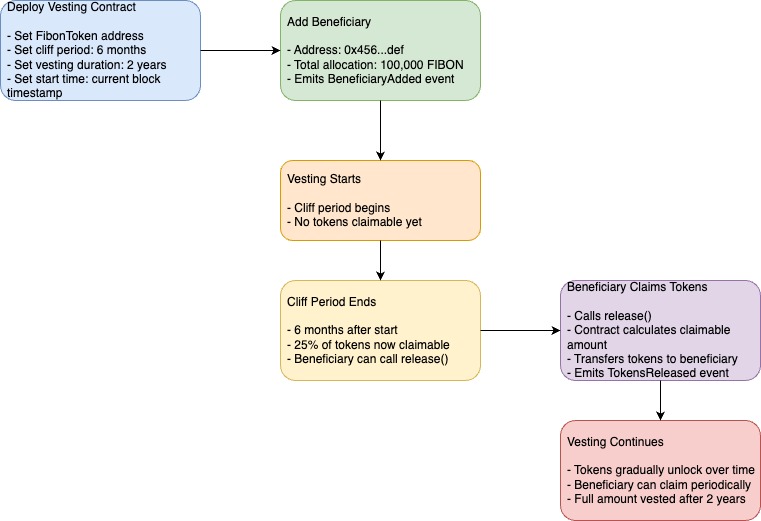 Deploy Vesting Contract
- Set FibonToken address
- Set cliff period: 6 months
- Set vesting duration: 2 years
- Set start time: current block
timestamp
Add Beneficiary
- Address: 0x456...def
- Total allocation: 100,000 FIBON
- Emits BeneficiaryAdded event
Vesting Starts
- Cliff period begins
- No tokens claimable yet
Cliff Period Ends
- 6 months after start
- 25% of tokens now claimable
- Beneficiary can call release()
Beneficiary Claims Tokens
- Calls release()
- Contract calculates claimable
amount
- Transfers tokens to beneficiary
- Emits TokensReleased event
Vesting Continues
- Tokens gradually unlock over time
- Beneficiary can claim periodically
- Full amount vested after 2 years